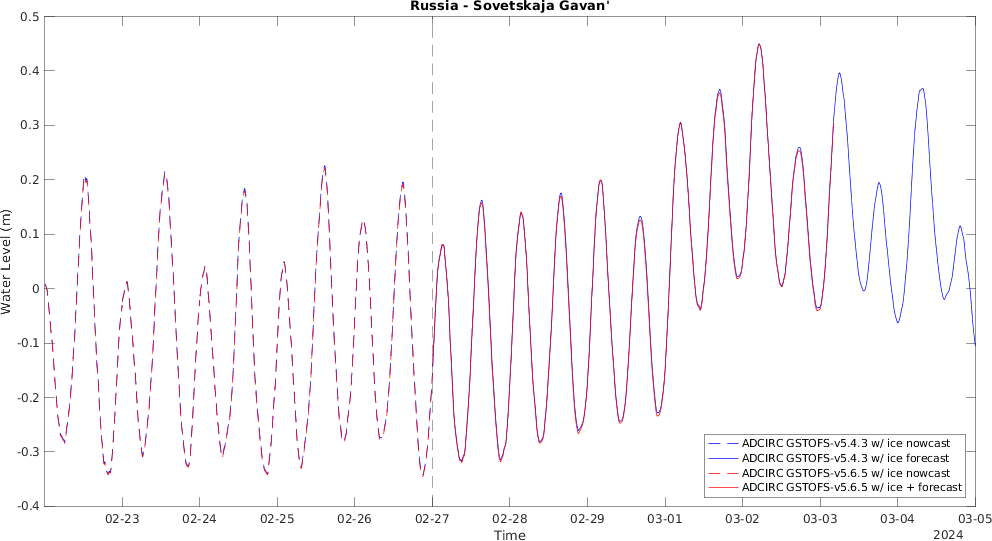 Russia - Sovetskaja Gavan'
0.5
0.4
0.3
0.2
0.1
0
-0.1
-0.2
-0.3
-0.4
Water Level (m)
ADCIRC GSTOFS-v5.4.3 w/ ice nowcast
ADCIRC GSTOFS-v5.4.3 w/ ice forecast
ADCIRC GSTOFS-v5.6.5 w/ ice nowcast
ADCIRC GSTOFS-v5.6.5 w/ ice + forecast
02-23 02-24 02-25 02-26 02-27 02-28 02-29 03-01 03-02 03-03 03-04 03-05
Time
2024